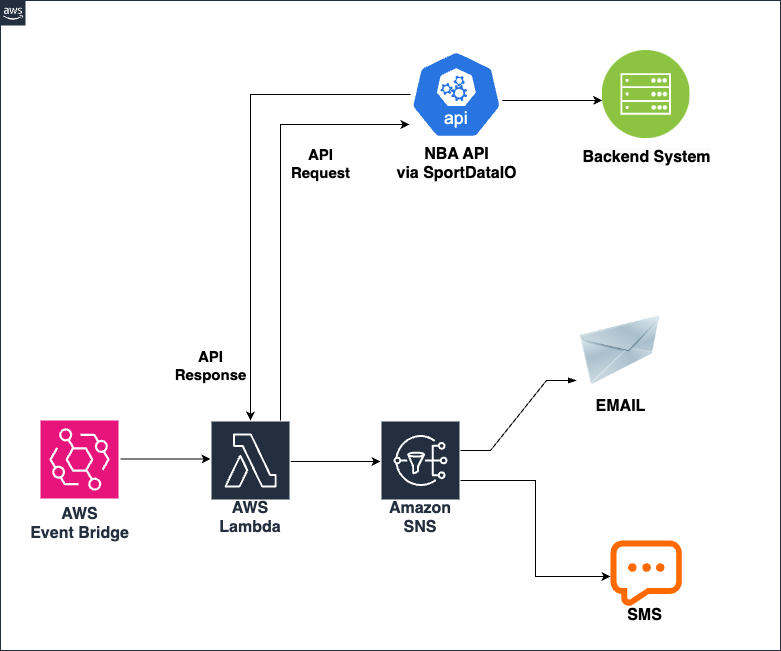 aws
api
NBA API
via SportDataIO
Backend System
API
Request
API
Response
EMAIL
AWS
Event Bridge
AWS
Lambda
Amazon
SNS
SMS